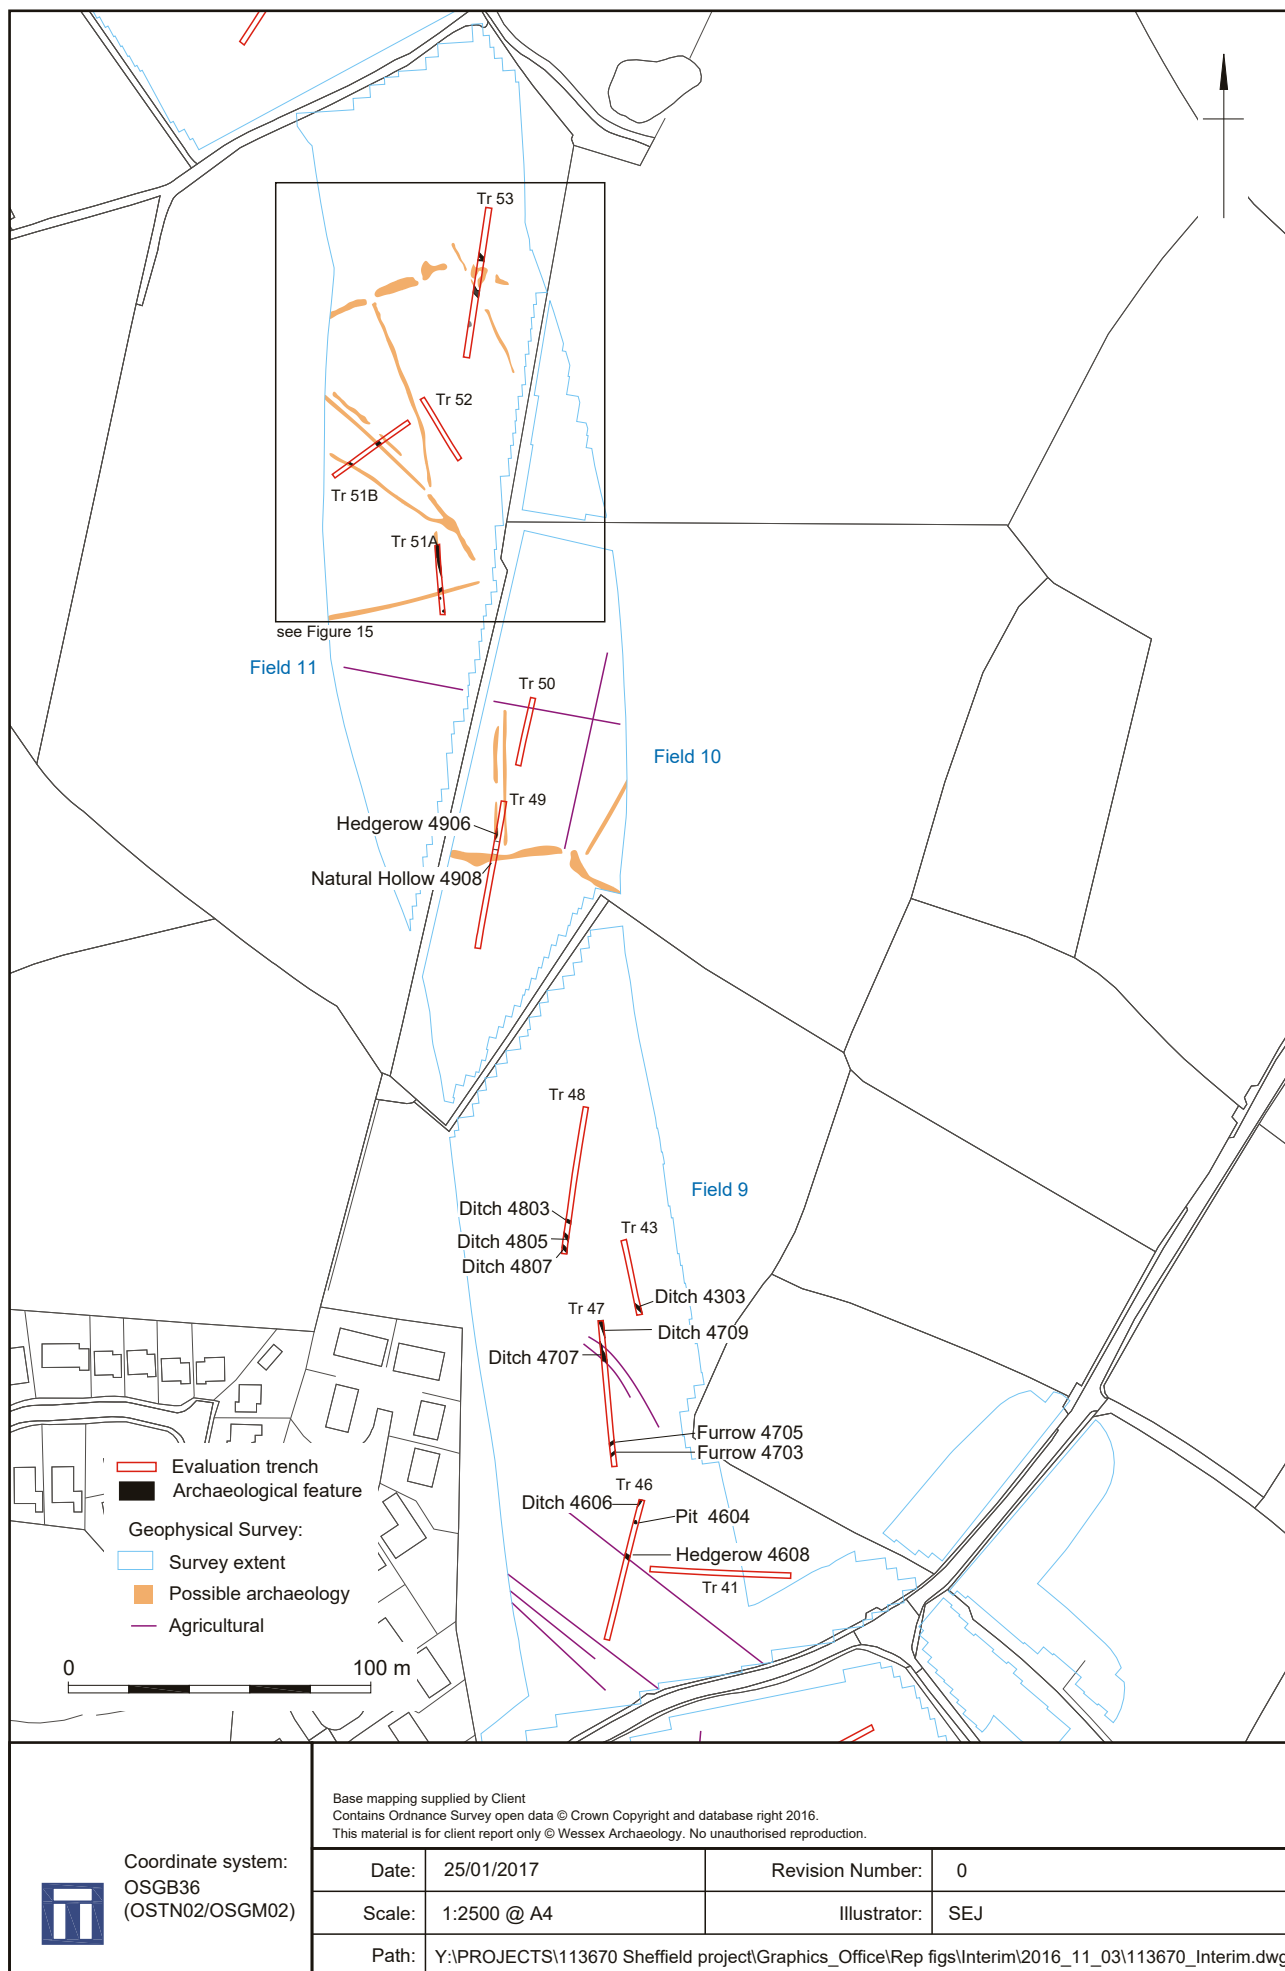 Tr 53
Tr 52
Tr 51B
Tr 51A
see Figure 15
Field 11
Tr 50
Field 10
Tr 49
Hedgerow 4906
Natural Hollow 4908
Tr 48
Field 9
Ditch 4803
Tr 43
Ditch 4805
Ditch 4807
Ditch 4303
Tr 47
Ditch 4709
Ditch 4707
Furrow 4705
Furrow 4703
Tr 46
Ditch 4606
Pit 4604
Hedgerow 4608
Tr 41
Evaluation trench
Archaeological feature
Geophysical Survey:
Survey extent
Possible archaeology
Agricultural
0 100 m
Base mapping supplied by Client
Contains Ordnance Survey open data © Crown Copyright and database right 2016.
This material is for client report only © Wessex Archaeology. No unauthorised reproduction.
Coordinate system:
OSGB36
(OSTN02/OSGM02)
Date: 25/01/2017 Revision Number: 0
Scale: 1:2500 @ A4 Illustrator: SEJ
Path: Y:\PROJECTS\113670 Sheffield project\Graphics_Office\Rep figs\Interim\2016_11_03\113670_Interim.dwg